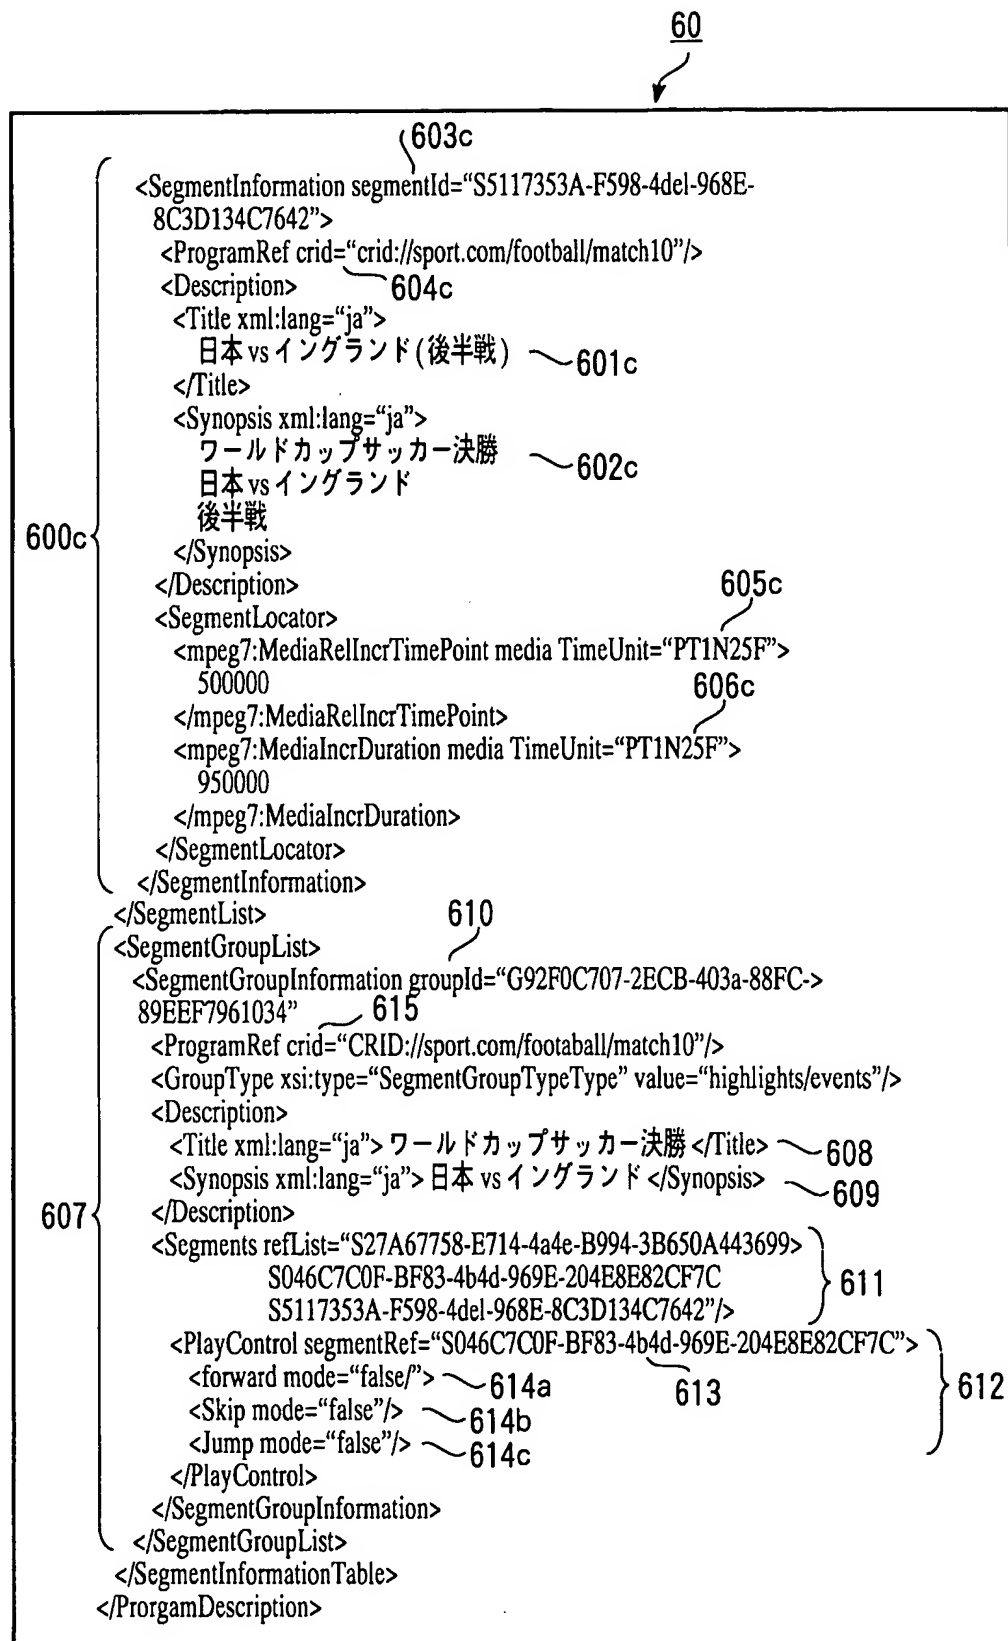 60
603c
<SegmentInformation segmentId=“S5117353A-F598-4del-968E-
8C3D134C7642”>
<ProgramRef crid=“crid://sport.com/football/match10”/>
<Description> 604c
<Title xml:lang=“ja”>
日本 vs イングランド (後半戦) 601c
</Title>
<Synopsis xml:lang=“ja”>
ワールドカップサッカー決勝 602c
日本 vs イングランド
後半戦
600c
</Synopsis>
</Description>
605c
<SegmentLocator>
<mpeg7:MediaRelIncrTimePoint media TimeUnit=“PT1N25F”>
500000
606c
</mpeg7:MediaRelIncrTimePoint>
<mpeg7:MediaIncrDuration media TimeUnit=“PT1N25F”>
950000
</mpeg7:MediaIncrDuration>
</SegmentLocator>
</SegmentInformation>
</SegmentList>
610
<SegmentGroupList>
<SegmentGroupInformation groupId=“G92F0C707-2ECB-403a-88FC->
89EEF7961034”
615
<ProgramRef crid=“CRID://sport.com/footaball/match10”/>
<GroupType xsi:type=“SegmentGroupTypeType” value=“highlights/events”/>
<Description>
<Title xml:lang=“ja”> ワールドカップサッカー決勝 </Title> 608
<Synopsis xml:lang=“ja”> 日本 vs イングランド </Synopsis> 609
607
</Description>
<Segments refList=“S27A67758-E714-4a4e-B994-3B650A443699>
S046C7C0F-BF83-4b4d-969E-204E8E82CF7C 611
S5117353A-F598-4del-968E-8C3D134C7642”/>
<PlayControl segmentRef=“S046C7C0F-BF83-4b4d-969E-204E8E82CF7C”>
<forward mode=“false/”> 614a 613 612
<Skip mode=“false”/> 614b
<Jump mode=“false”/> 614c
</PlayControl>
</SegmentGroupInformation>
</SegmentGroupList>
</SegmentInformationTable>
</ProrgamDescription>